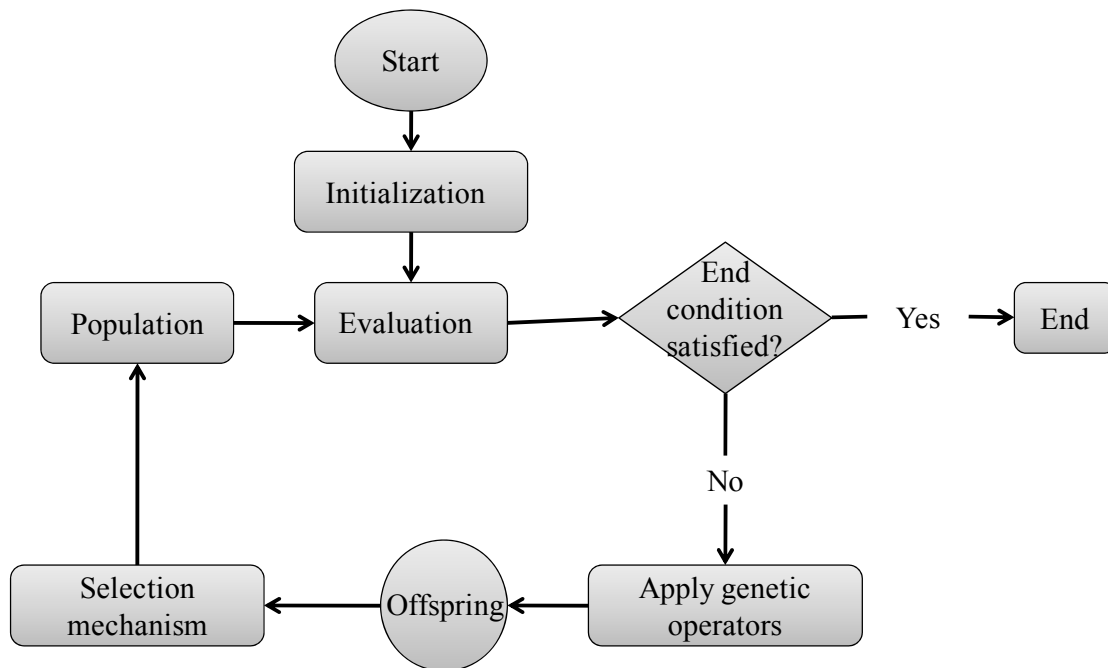 Start
Initialization
Population
Evaluation
End
condition
satisfied?
Yes
End
No
Selection
mechanism
Offspring
Apply genetic
operators